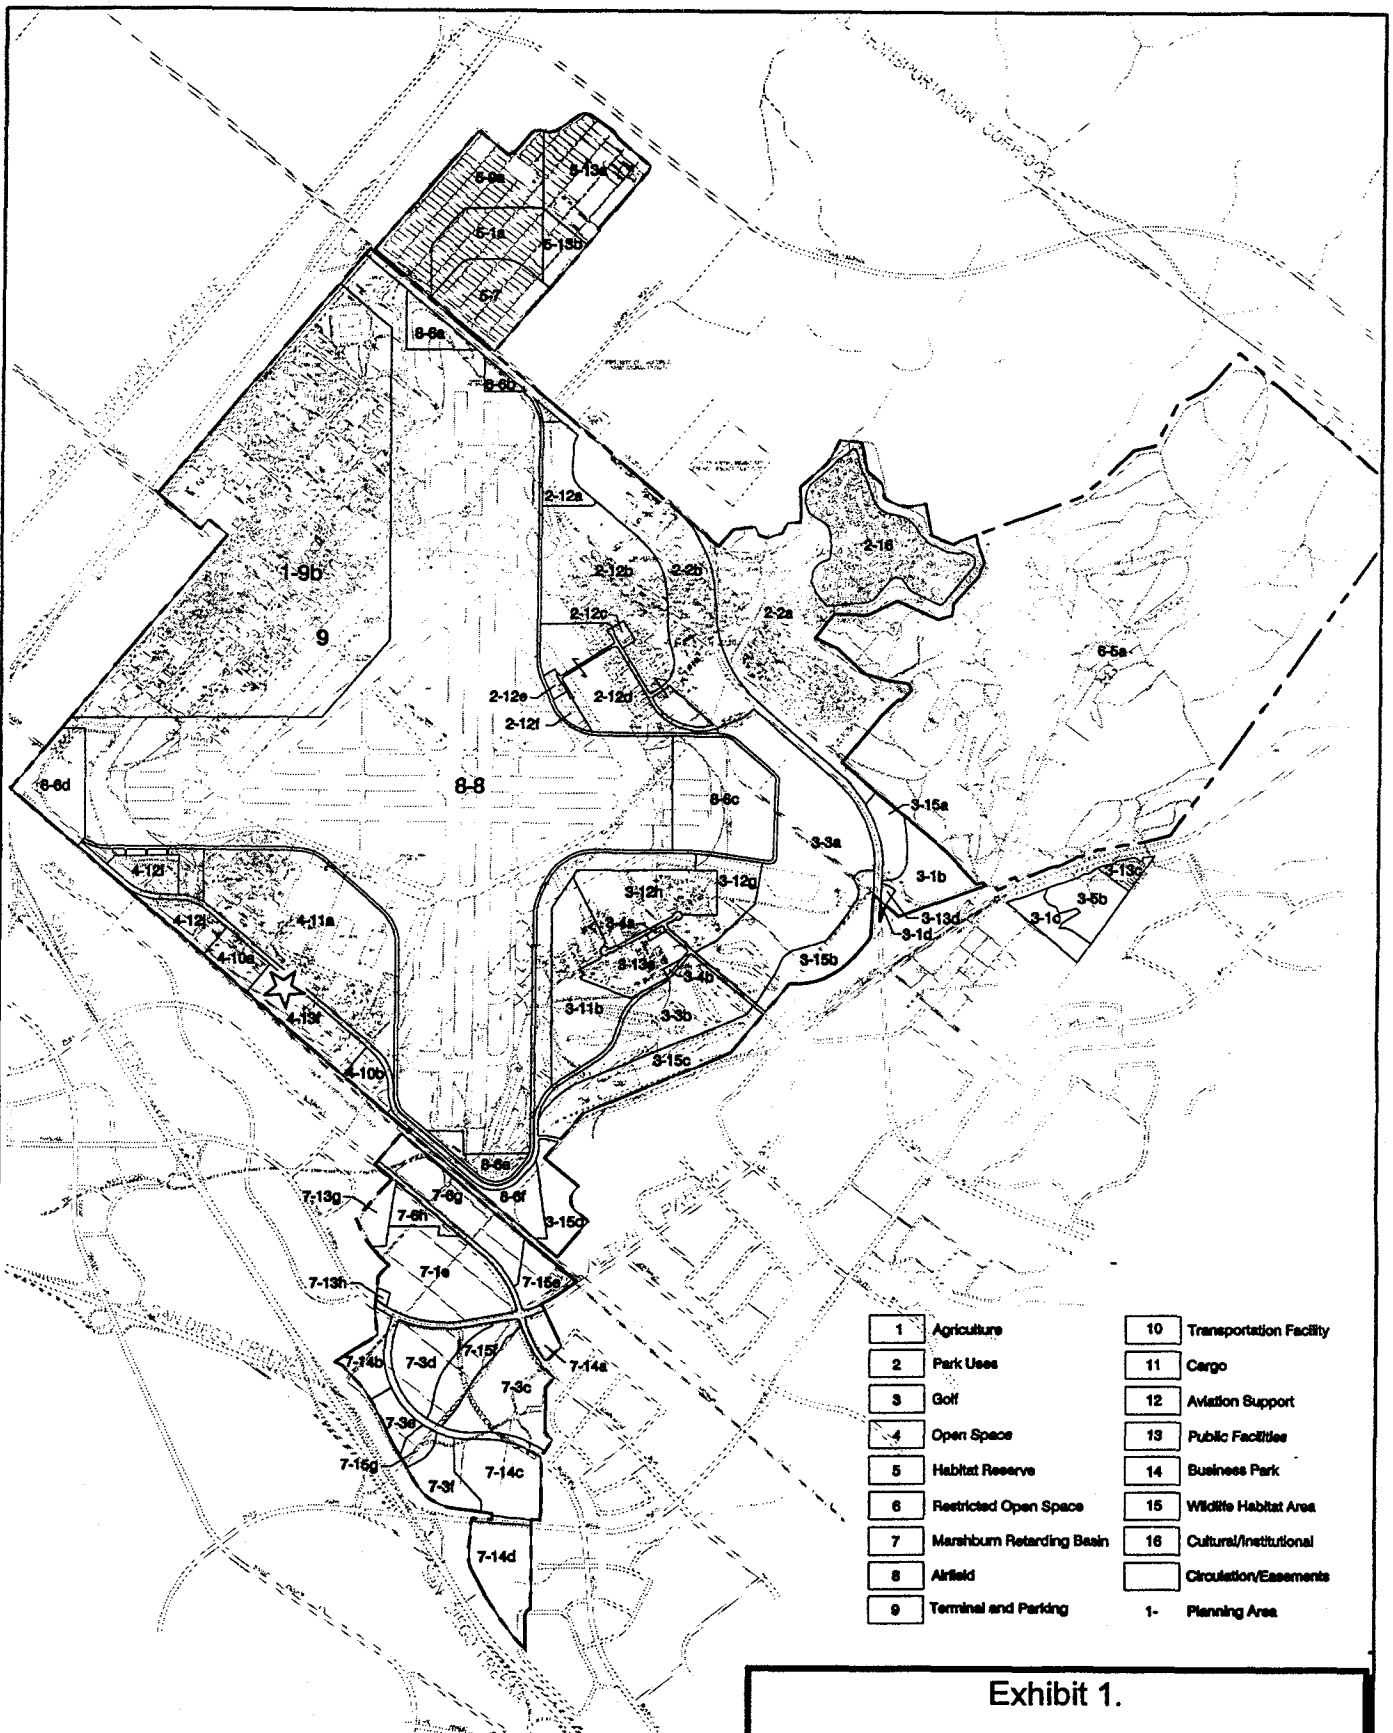 TRANSPORTATION CORRIDOR
5-9a
5-13a
5-1a
5-13b
5-7
8-6a
8-6b
2-12a
2-16
1-9b
2-12b
2-2b
2-12c
2-2a
9
6-5a
2-12e
2-12d
2-12f
8-6d
8-8
8-6c
3-15a
3-3a
4-12i
3-12h
3-12g
3-1b
3-13c
3-5b
4-12j
4-11a
3-4a
3-13d
3-1c
3-1d
4-10a
3-13e
3-15b
3-4b
4-13f
3-11b
3-3b
3-15c
4-10b
8-6e
7-13g
7-6g
8-6f
7-6h
3-15d
7-1e
7-13h
7-15e
7-14b
7-3d
7-15f
7-14a
7-3c
7-3e
7-15g
7-14c
7-3f
7-14d
1 Agriculture
2 Park Uses
3 Golf
4 Open Space
5 Habitat Reserve
6 Restricted Open Space
7 Marshburn Retarding Basin
8 Airfield
9 Terminal and Parking
10 Transportation Facility
11 Cargo
12 Aviation Support
13 Public Facilities
14 Business Park
15 Wildlife Habitat Area
16 Cultural/Institutional
Circulation/Easements
1- Planning Area
Exhibit 1.